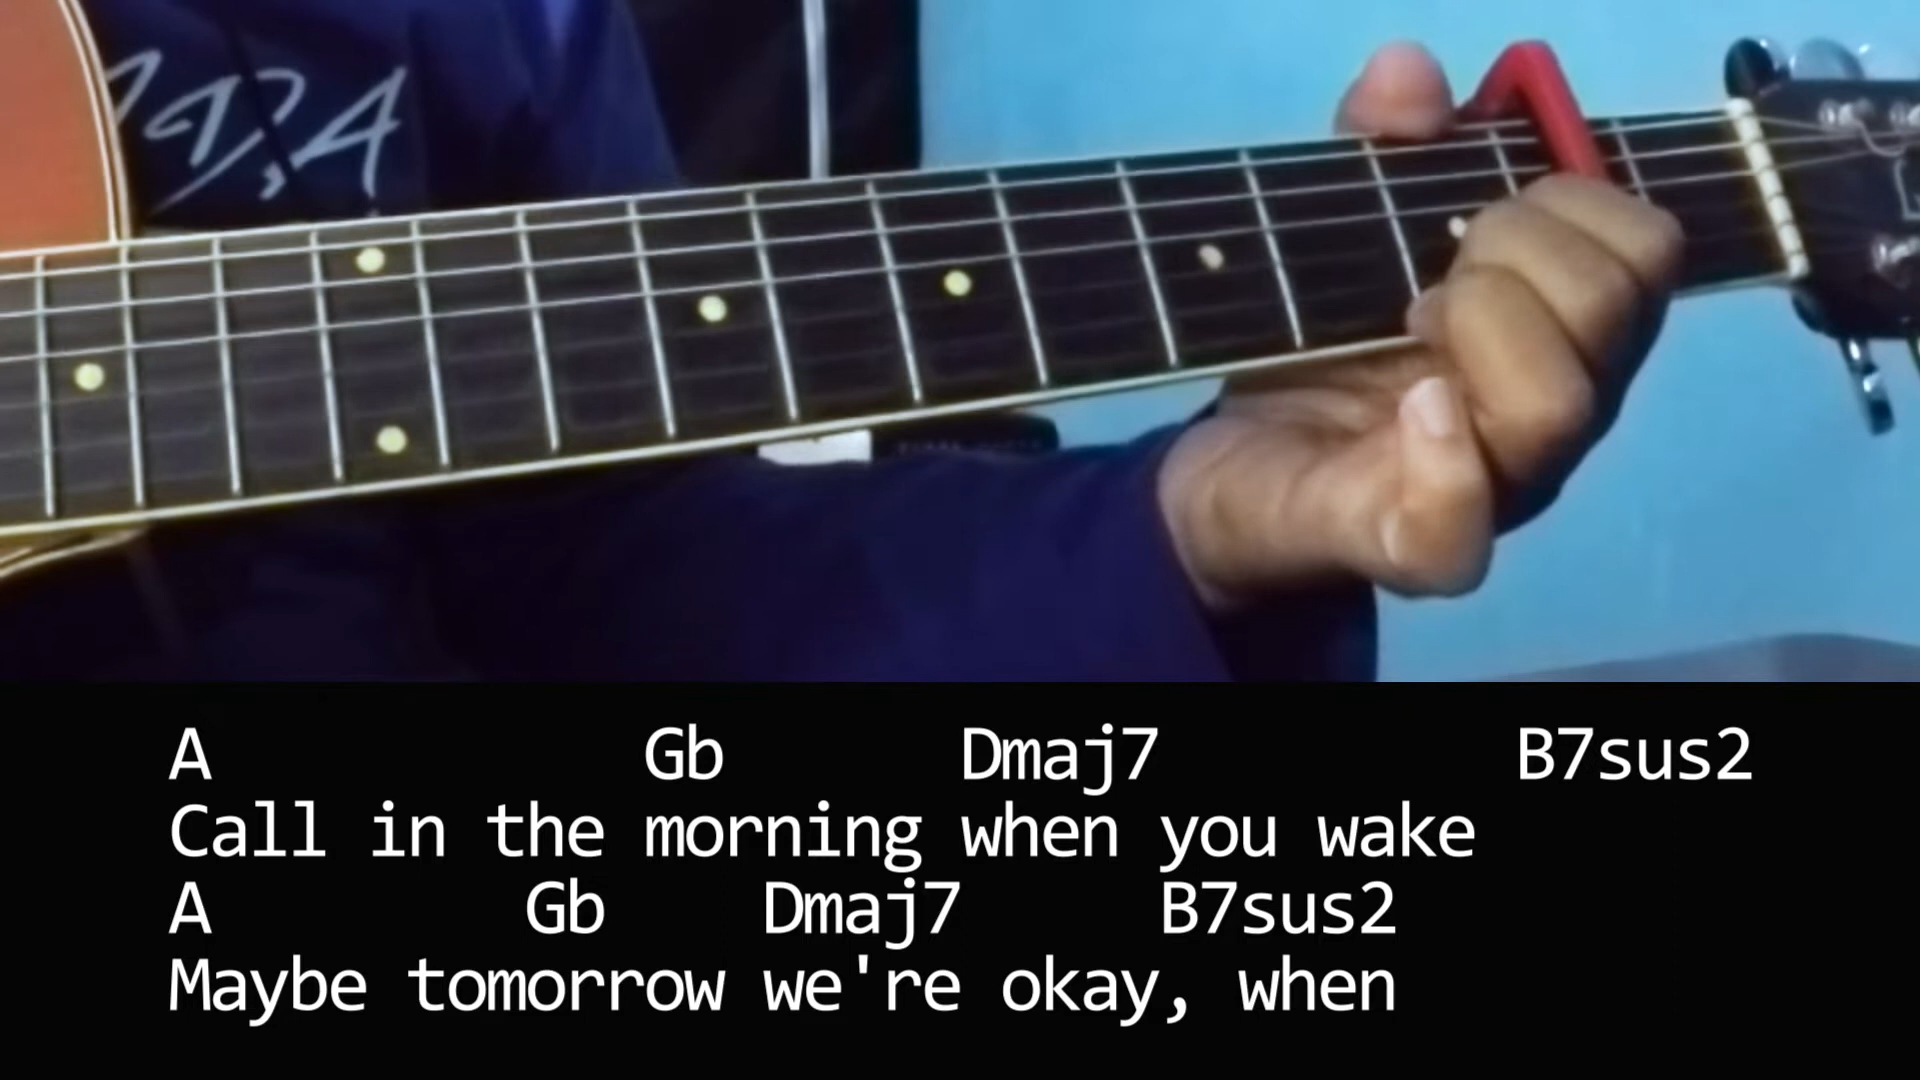 A Gb Dmaj7 B7sus2
Call in the morning when you wake
A Gb Dmaj7 B7sus2
Maybe tomorrow we're okay, when